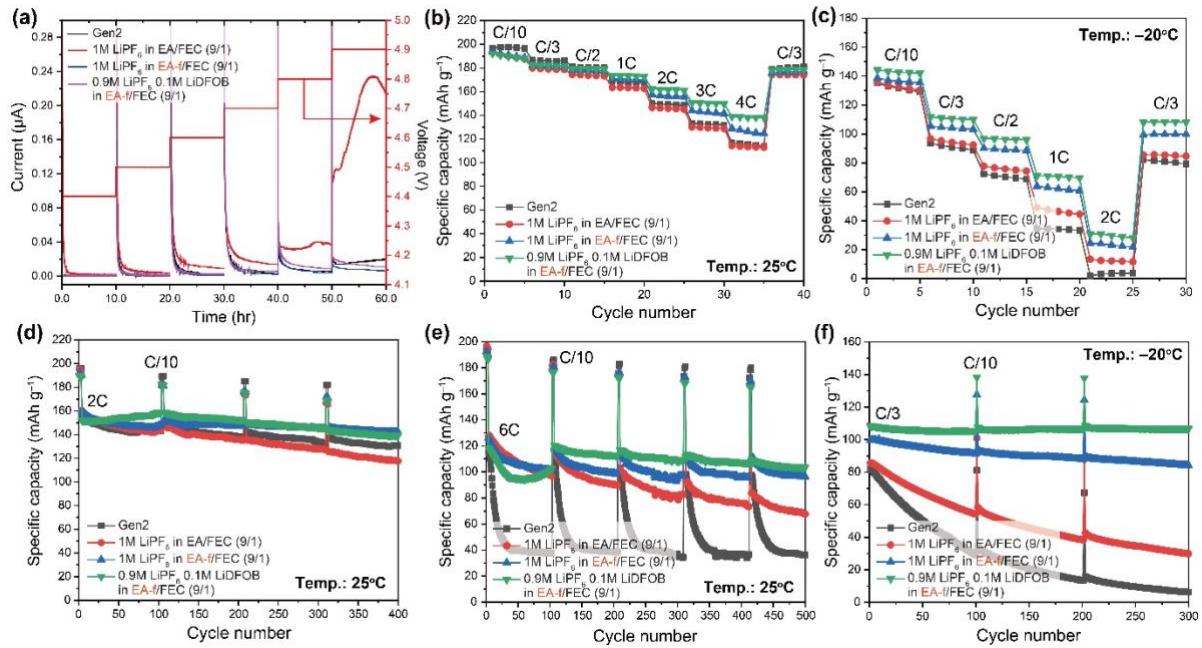 (a)
Gen2
1M LiPF₆ in EA/FEC (9/1)
1M LiPF₆ in EA-f/FEC (9/1)
0.9M LiPF₆ 0.1M LiDFOB
in EA-f/FEC (9/1)
Current (µA)
0.28
0.24
0.20
0.16
0.12
0.08
0.04
0.00
0.0 10.0 20.0 30.0 40.0 50.0 60.0
Time (hr)
5.0
4.9
4.8
4.7
4.6
4.5
4.4
4.3
4.2
4.1
Voltage (V)
(b)
C/10
C/3
C/2
1C
2C
3C
4C
C/3
Gen2
1M LiPF₆ in EA/FEC (9/1)
1M LiPF₆ in EA-f/FEC (9/1)
0.9M LiPF₆ 0.1M LiDFOB
in EA-f/FEC (9/1)
Temp.: 25°C
Specific capacity (mAh g⁻¹)
220
200
180
160
140
120
100
80
60
40
20
0
0 5 10 15 20 25 30 35 40
Cycle number
(c)
Temp.: –20°C
C/10
C/3
C/2
1C
2C
C/3
Gen2
1M LiPF₆ in EA/FEC (9/1)
1M LiPF₆ in EA-f/FEC (9/1)
0.9M LiPF₆ 0.1M LiDFOB
in EA-f/FEC (9/1)
Specific capacity (mAh g⁻¹)
180
160
140
120
100
80
60
40
20
0
0 5 10 15 20 25 30
Cycle number
(d)
C/10
2C
Gen2
1M LiPF₆ in EA/FEC (9/1)
1M LiPF₆ in EA-f/FEC (9/1)
0.9M LiPF₆ 0.1M LiDFOB
in EA-f/FEC (9/1)
Temp.: 25°C
Specific capacity (mAh g⁻¹)
220
200
180
160
140
120
100
80
60
40
20
0
0 50 100 150 200 250 300 350 400
Cycle number
(e)
C/10
6C
Gen2
1M LiPF₆ in EA/FEC (9/1)
1M LiPF₆ in EA-f/FEC (9/1)
0.9M LiPF₆ 0.1M LiDFOB
in EA-f/FEC (9/1)
Temp.: 25°C
Specific capacity (mAh g⁻¹)
200
180
160
140
120
100
80
60
40
20
0
0 50 100 150 200 250 300 350 400 450 500
Cycle number
(f)
Temp.: –20°C
C/10
C/3
Gen2
1M LiPF₆ in EA/FEC (9/1)
1M LiPF₆ in EA-f/FEC (9/1)
0.9M LiPF₆ 0.1M LiDFOB
in EA-f/FEC (9/1)
Specific capacity (mAh g⁻¹)
180
160
140
120
100
80
60
40
20
0
0 50 100 150 200 250 300
Cycle number